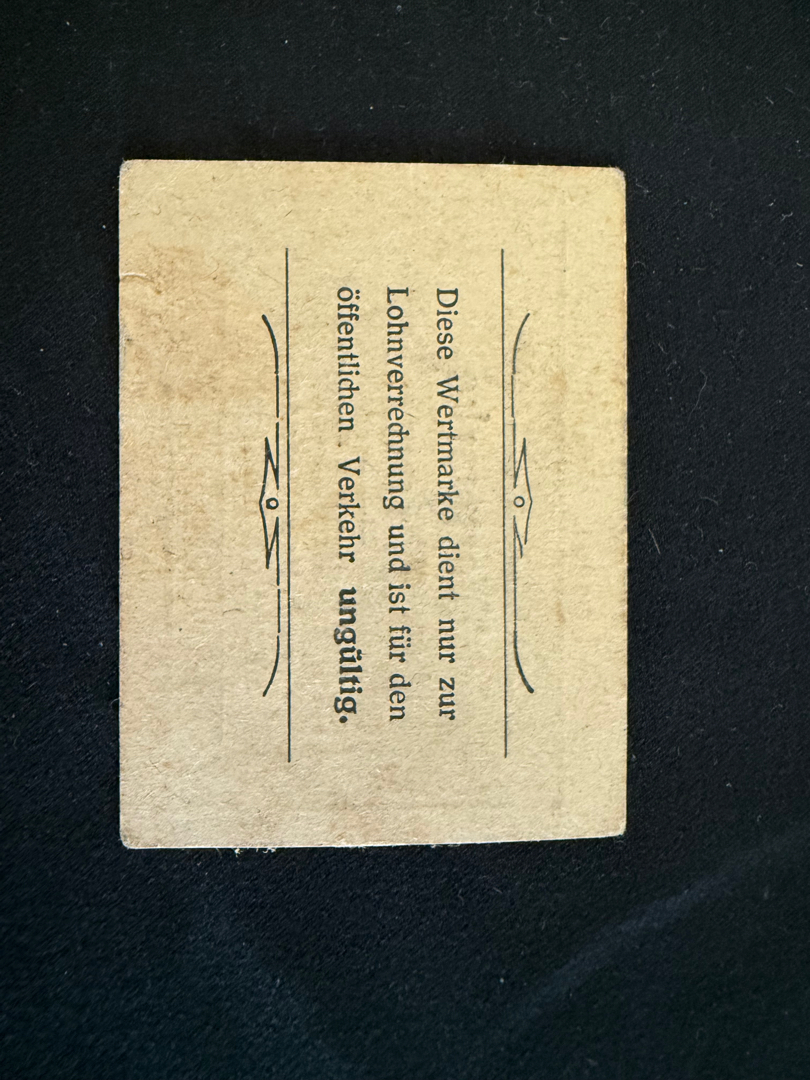 Diese Wertmarke dient nur zur
Lohnverrechnung und ist für den
öffentlichen Verkehr ungültig.